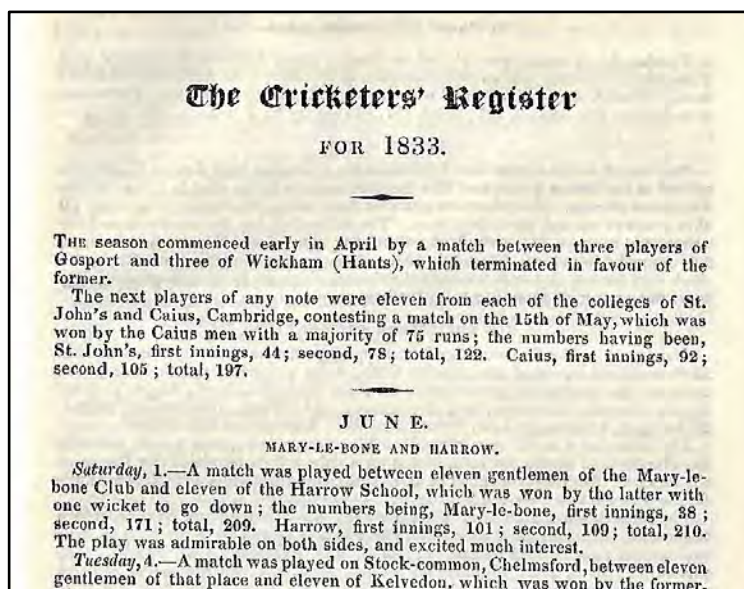 The Cricketers' Register
FOR 1833.
THE season commenced early in April by a match between three players of
Gosport and three of Wickham (Hants), which terminated in favour of the
former.
The next players of any note were eleven from each of the colleges of St.
John's and Caius, Cambridge, contesting a match on the 15th of May, which was
won by the Caius men with a majority of 75 runs; the numbers having been,
St. John's, first innings, 44; second, 78; total, 122. Caius, first innings, 92;
second, 105; total, 197.
JUNE.
MARY-LE-BONE AND HARROW.
Saturday, 1.—A match was played between eleven gentlemen of the Mary-le-
bone Club and eleven of the Harrow School, which was won by the latter with
one wicket to go down; the numbers being, Mary-le-bone, first innings, 38;
second, 171; total, 209. Harrow, first innings, 101; second, 109; total, 210.
The play was admirable on both sides, and excited much interest.
Tuesday, 4.—A match was played on Stock-common, Chelmsford, between eleven
gentlemen of that place and eleven of Kelvedon, which was won by the former,